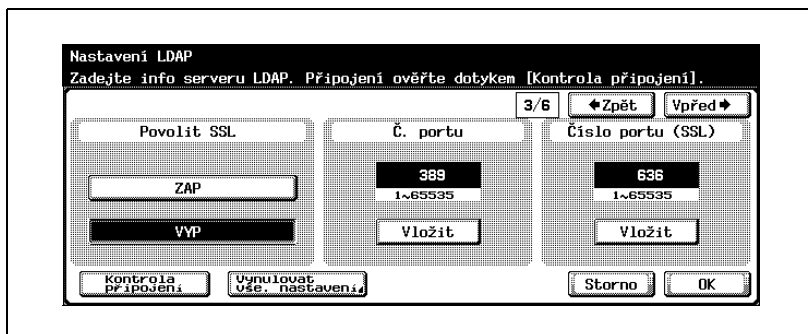 Nastavení LDAP
Zadejte info serveru LDAP. Připojení ověřte dotykem [Kontrola připojení].
3/6 Zpět Vpřed
Povolit SSL
ZAP
VYP
Č. portu
389
1~65535
Vložit
Číslo portu (SSL)
636
1~65535
Vložit
Kontrola
připojení
Vynulovat
vše. nastavení
Storno OK